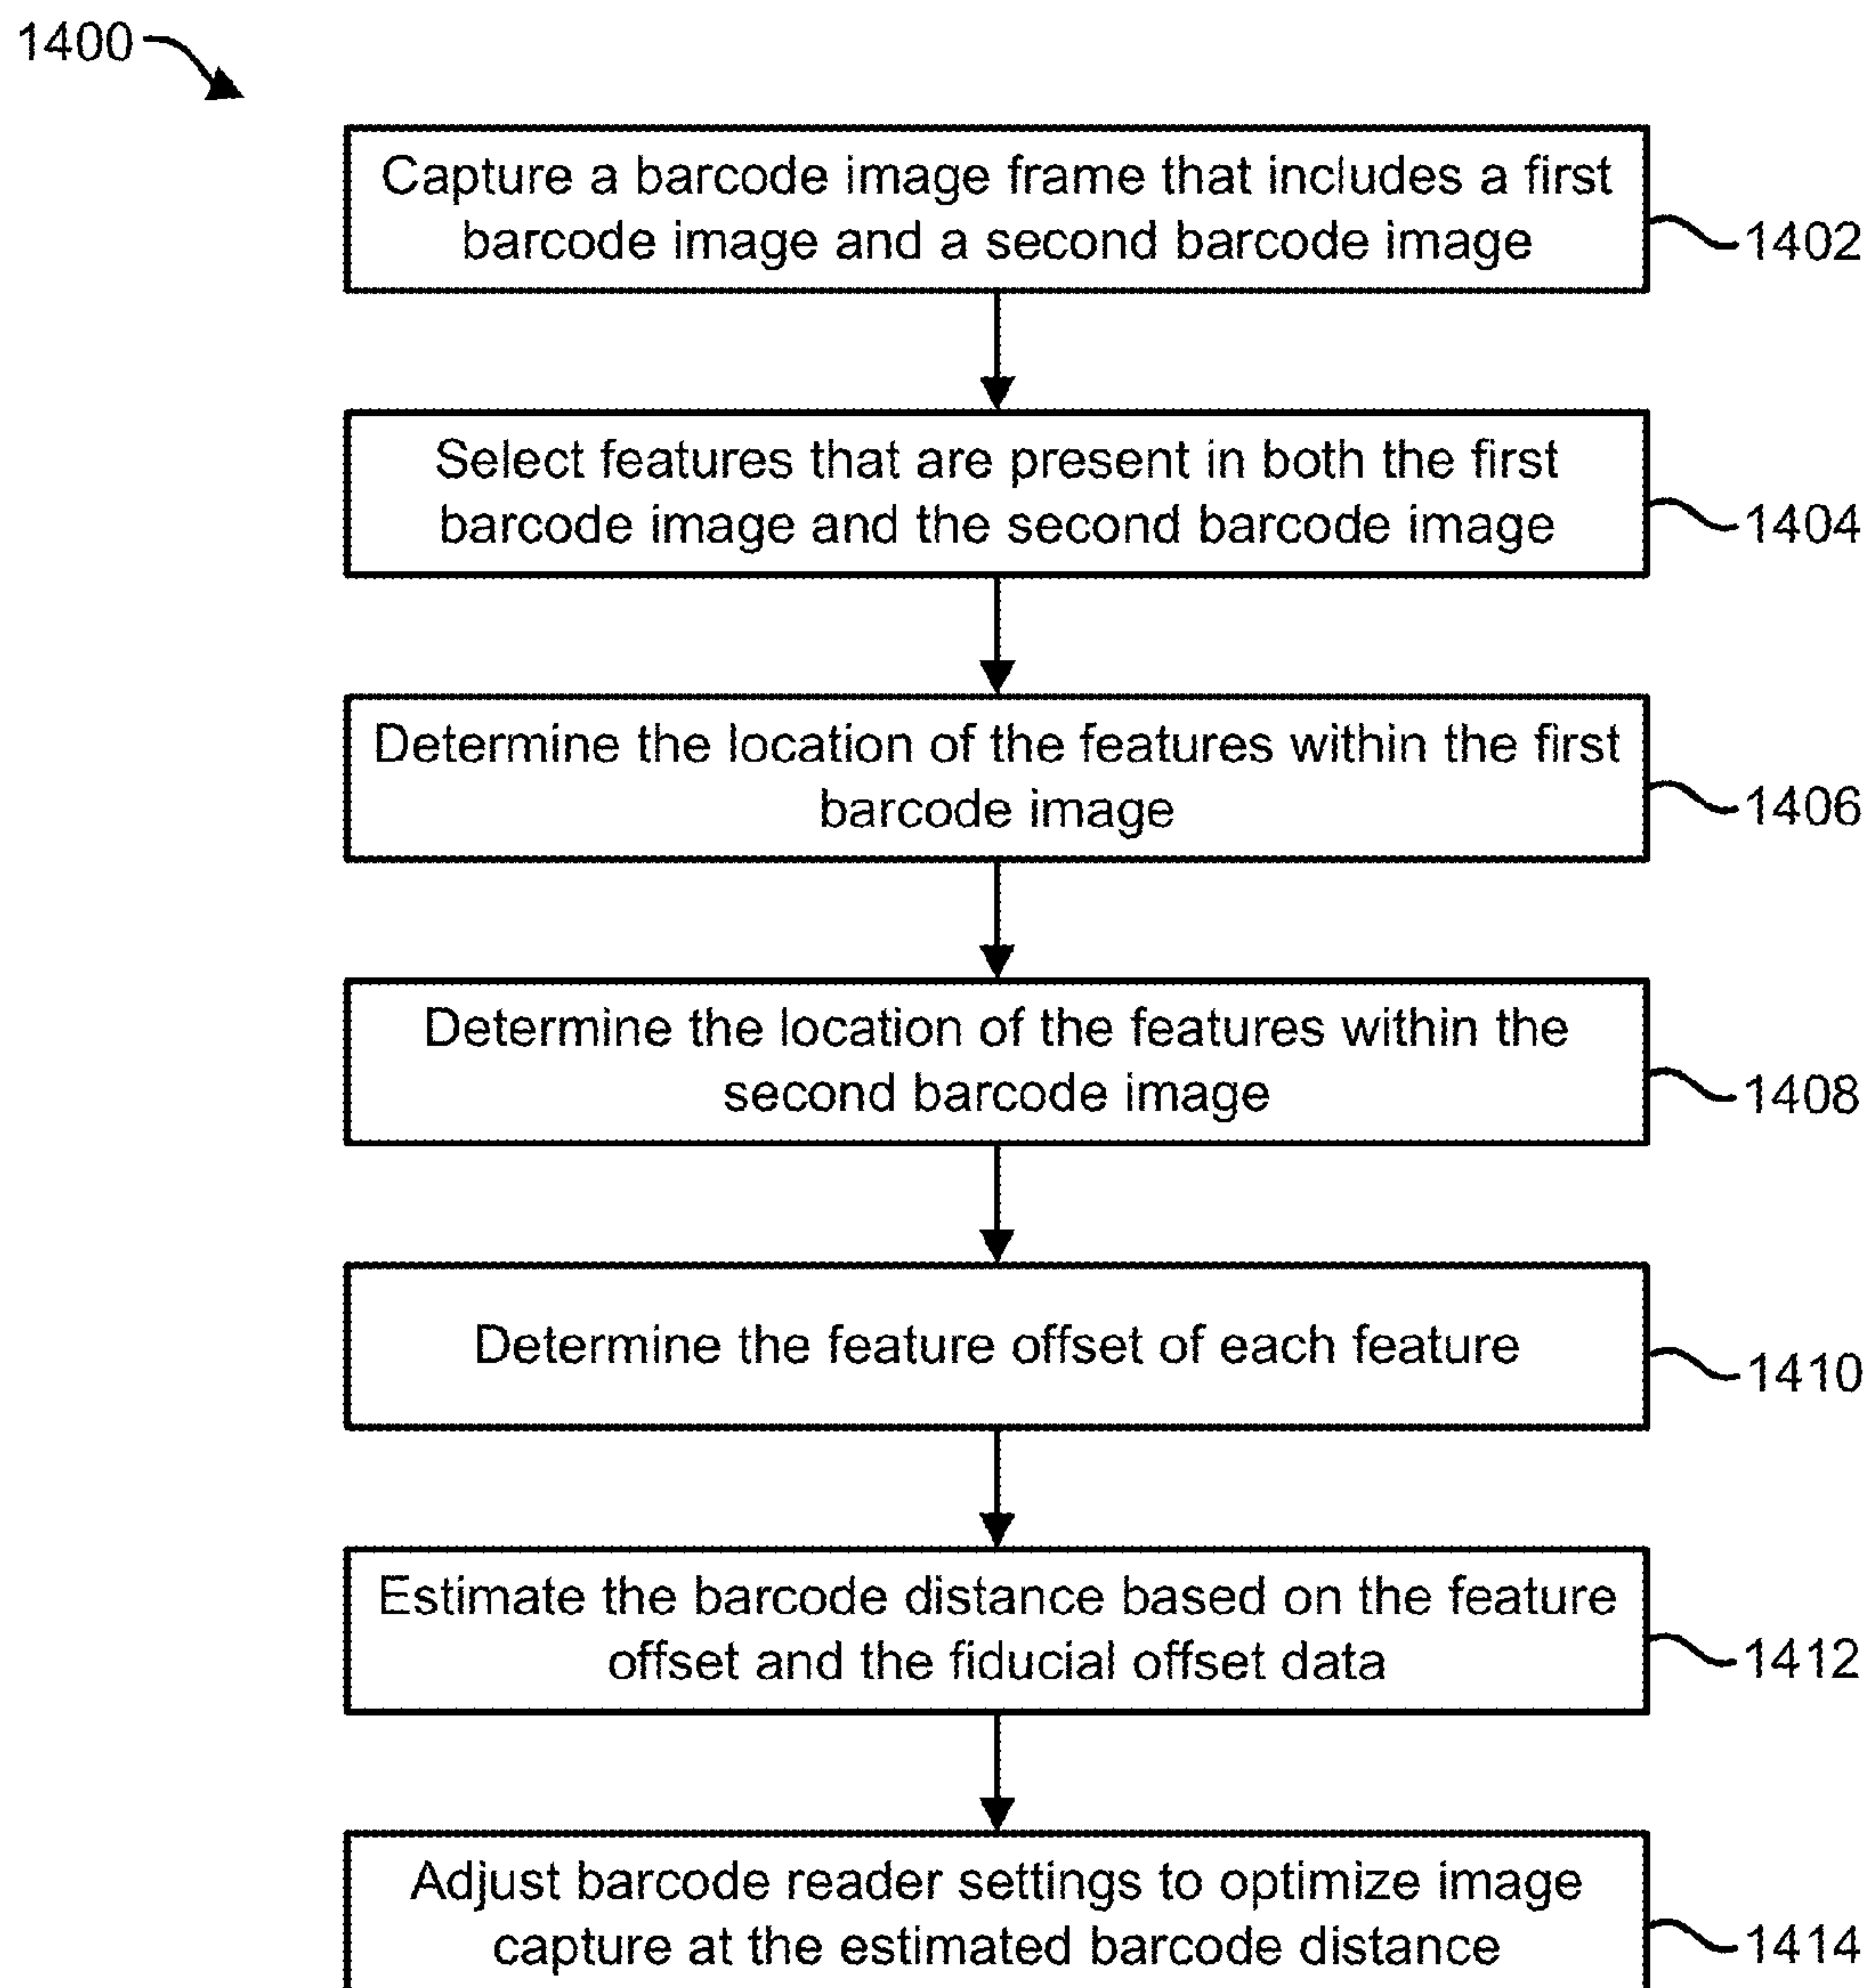 1400
Capture a barcode image frame that includes a first
barcode image and a second barcode image
1402
Select features that are present in both the first
barcode image and the second barcode image
1404
Determine the location of the features within the first
barcode image
1406
Determine the location of the features within the
second barcode image
1408
Determine the feature offset of each feature
1410
Estimate the barcode distance based on the feature
offset and the fiducial offset data
1412
Adjust barcode reader settings to optimize image
capture at the estimated barcode distance
1414